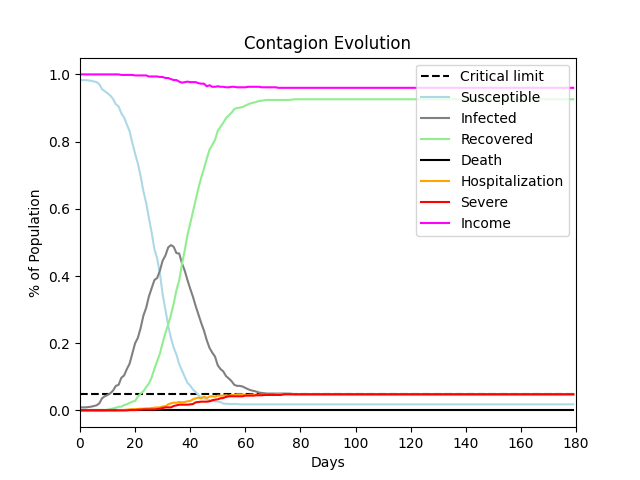 Contagion Evolution
% of Population
1.0
0.8
0.6
0.4
0.2
0.0
Critical limit
Susceptible
Infected
Recovered
Death
Hospitalization
Severe
Income
0 20 40 60 80 100 120 140 160 180
Days